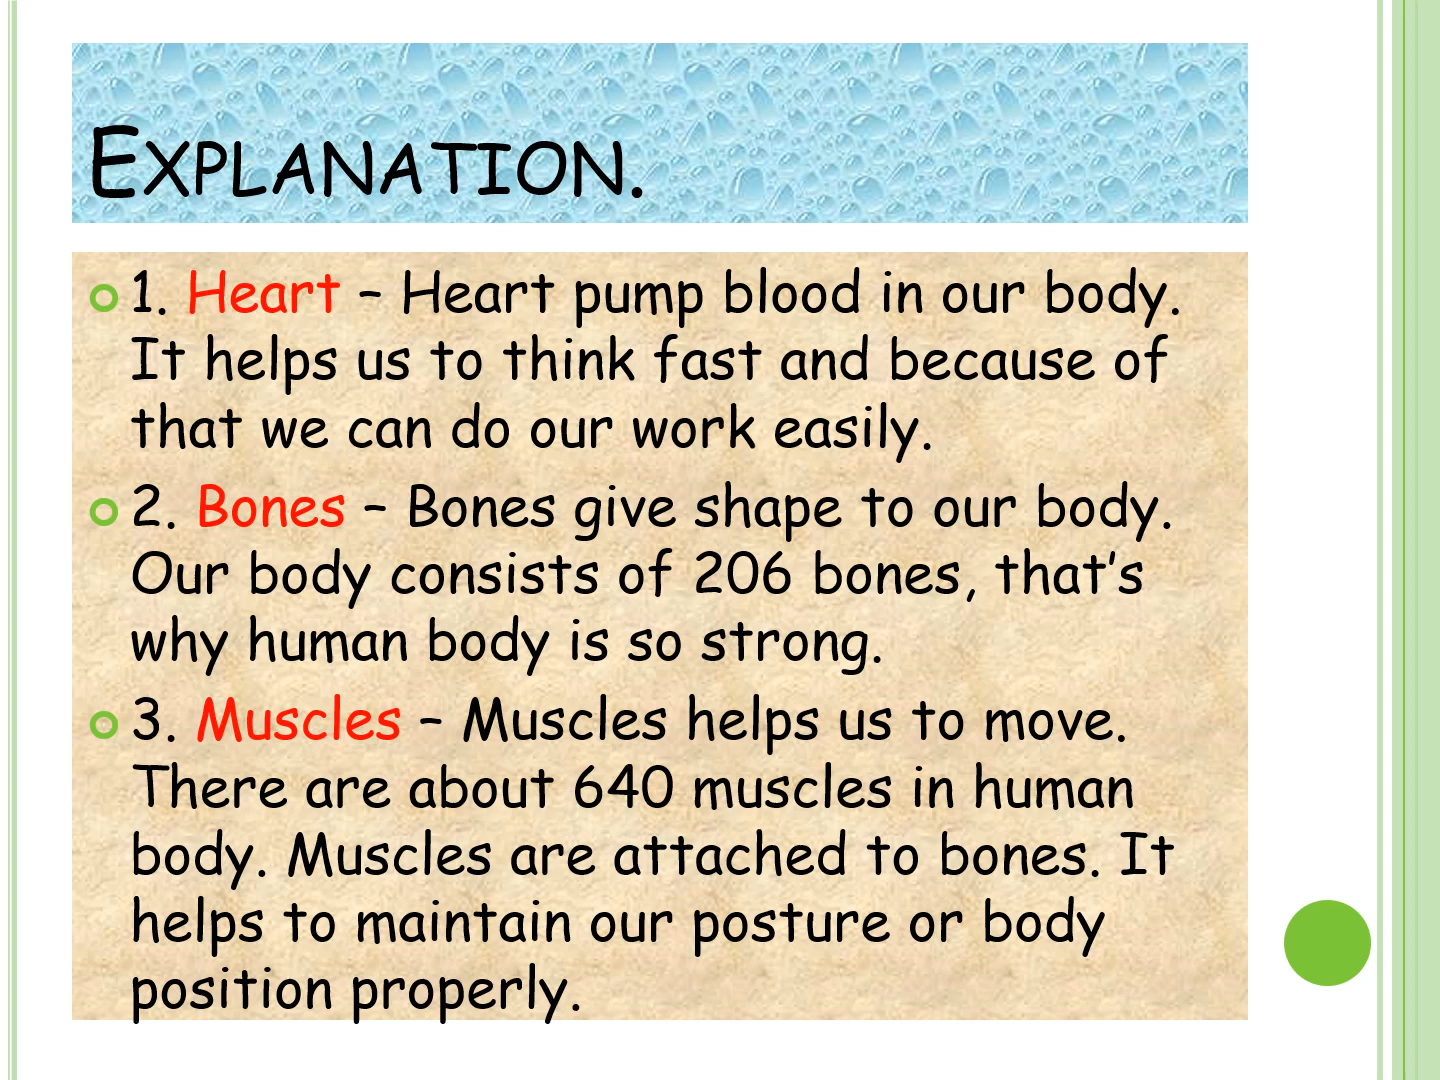 EXPLANATION.
1. Heart – Heart pump blood in our body.
It helps us to think fast and because of
that we can do our work easily.
2. Bones – Bones give shape to our body.
Our body consists of 206 bones, that’s
why human body is so strong.
3. Muscles – Muscles helps us to move.
There are about 640 muscles in human
body. Muscles are attached to bones. It
helps to maintain our posture or body
position properly.